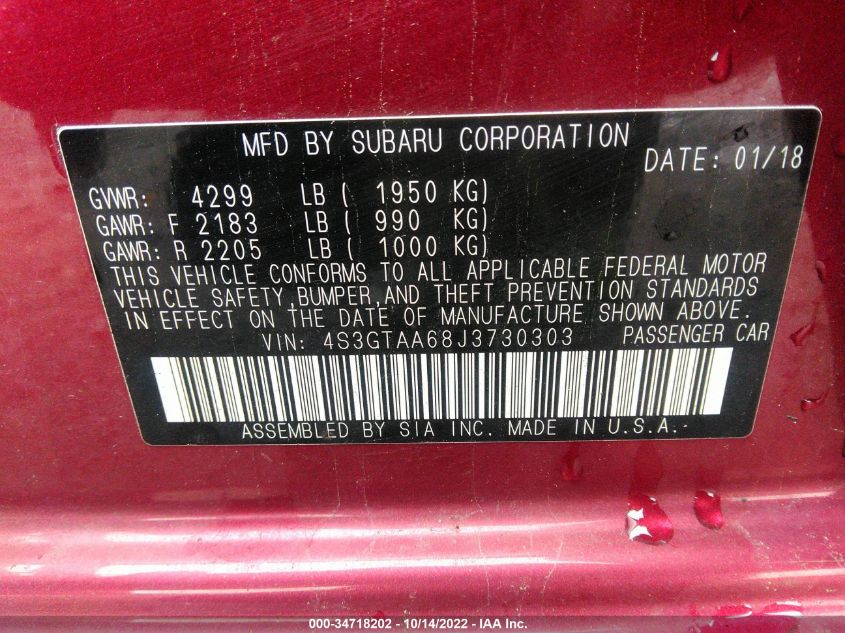 MFD BY SUBARU CORPORATION
DATE: 01/18
GVWR: 4299 LB ( 1950 KG)
GAWR: F 2183 LB ( 990 KG)
GAWR: R 2205 LB ( 1000 KG)
THIS VEHICLE CONFORMS TO ALL APPLICABLE FEDERAL MOTOR
VEHICLE SAFETY,BUMPER,AND THEFT PREVENTION STANDARDS
IN EFFECT ON THE DATE OF MANUFACTURE SHOWN ABOVE.
VIN: 4S3GTAA68J3730303 PASSENGER CAR
ASSEMBLED BY SIA INC. MADE IN U.S.A.
000-34718202 - 10/14/2022 - IAA Inc.